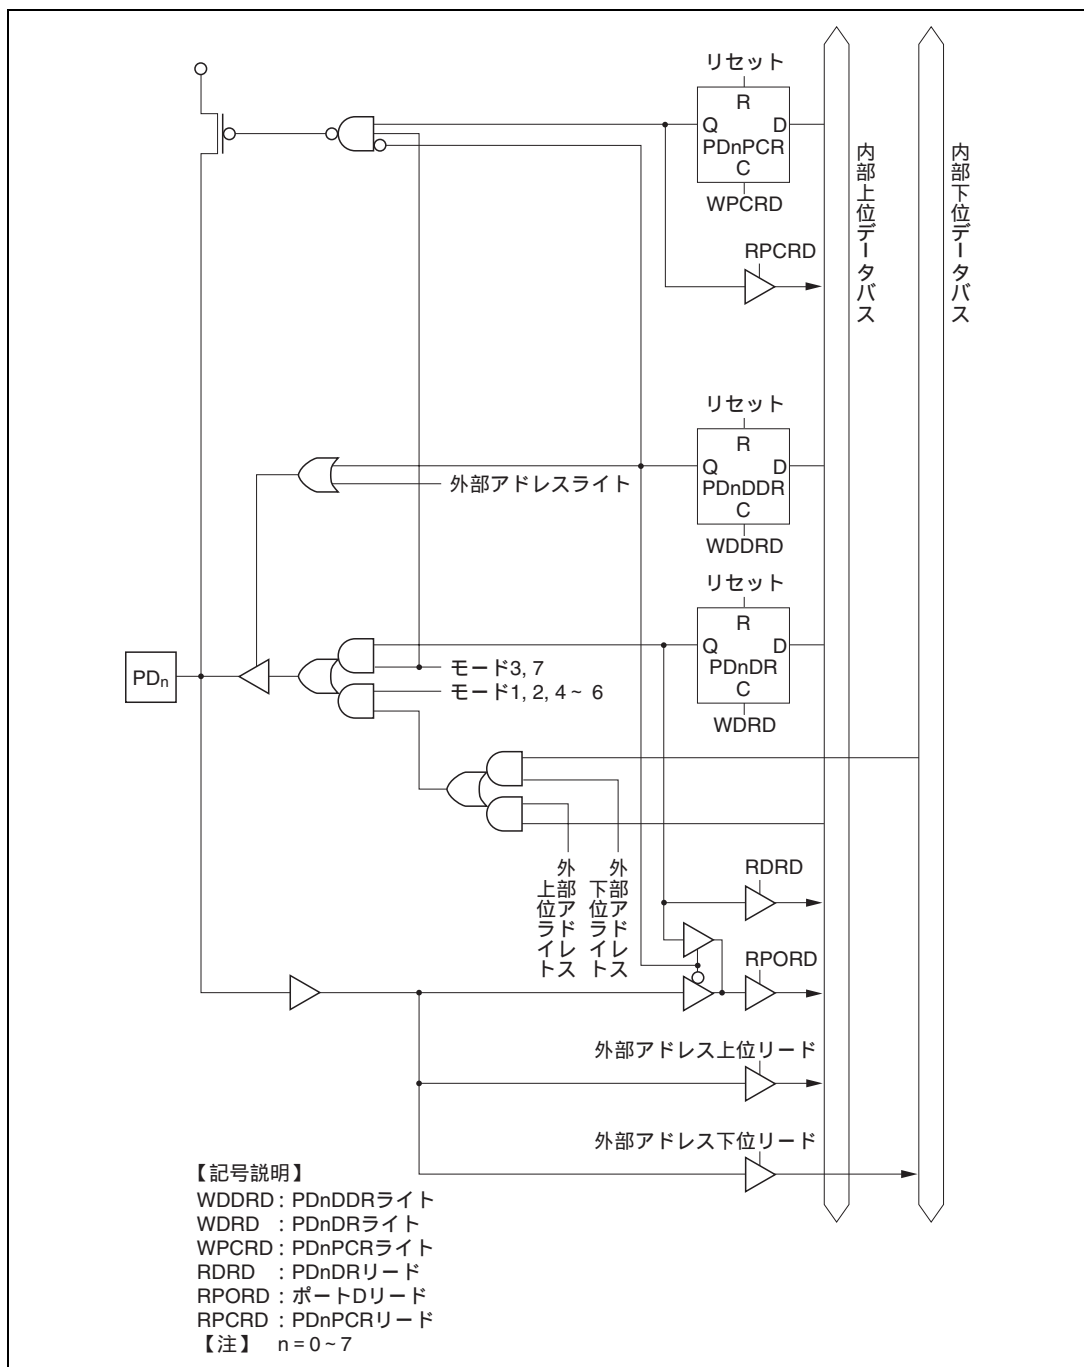 リセット
R
Q D
PDnPCR
C
WPCRD
RPCRD
内部上位データバス
内部下位データバス
リセット
R
Q D
PDnDDR
C
WDDRD
外部アドレスライト
リセット
R
Q D
PDnDR
C
WDRD
PDn
モード3, 7
モード1, 2, 4～6
外部アドレス
上位ライト
外部アドレス
下位ライト
RDRD
RPORD
外部アドレス上位リード
外部アドレス下位リード
【記号説明】
WDDRD：PDnDDRライト
WDRD ：PDnDRライト
WPCRD：PDnPCRライト
RDRD ：PDnDRリード
RPORD：ポートDリード
RPCRD：PDnPCRリード
【注】 n = 0～7